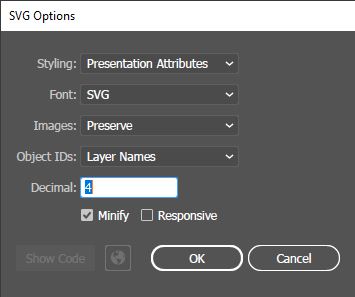 SVG Options
Styling: Presentation Attributes
Font: SVG
Images: Preserve
Object IDs: Layer Names
Decimal: 4
Minify Responsive
Show Code OK Cancel